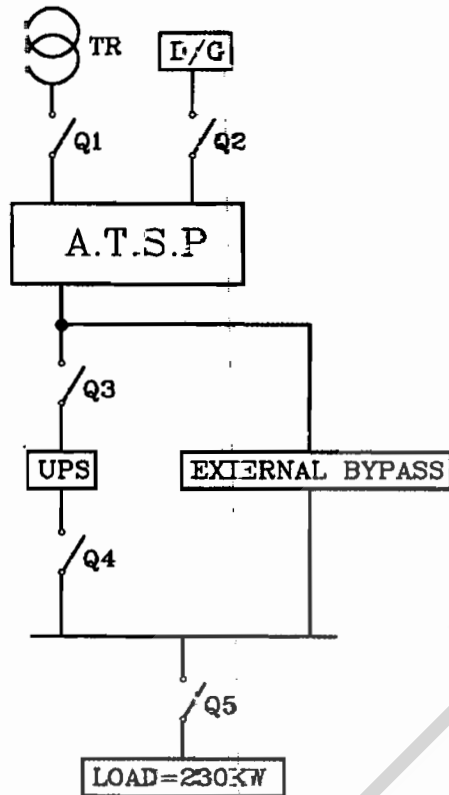 TR
D/G
Q1
Q2
A.T.S.P
Q3
UPS
EXTERNAL BYPASS
Q4
Q5
LOAD=230KW